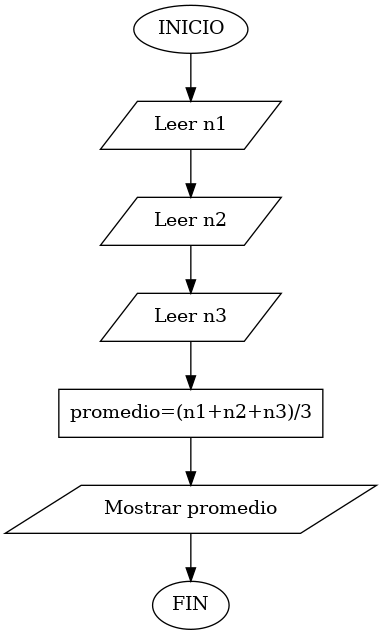 INICIO
Leer n1
Leer n2
Leer n3
promedio=(n1+n2+n3)/3
Mostrar promedio
FIN